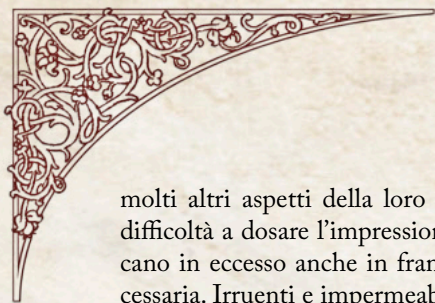 molti altri aspetti della loro
difficoltà a dosare l'impression
cano in eccesso anche in fran
cessaria. Irruenti e impermeab